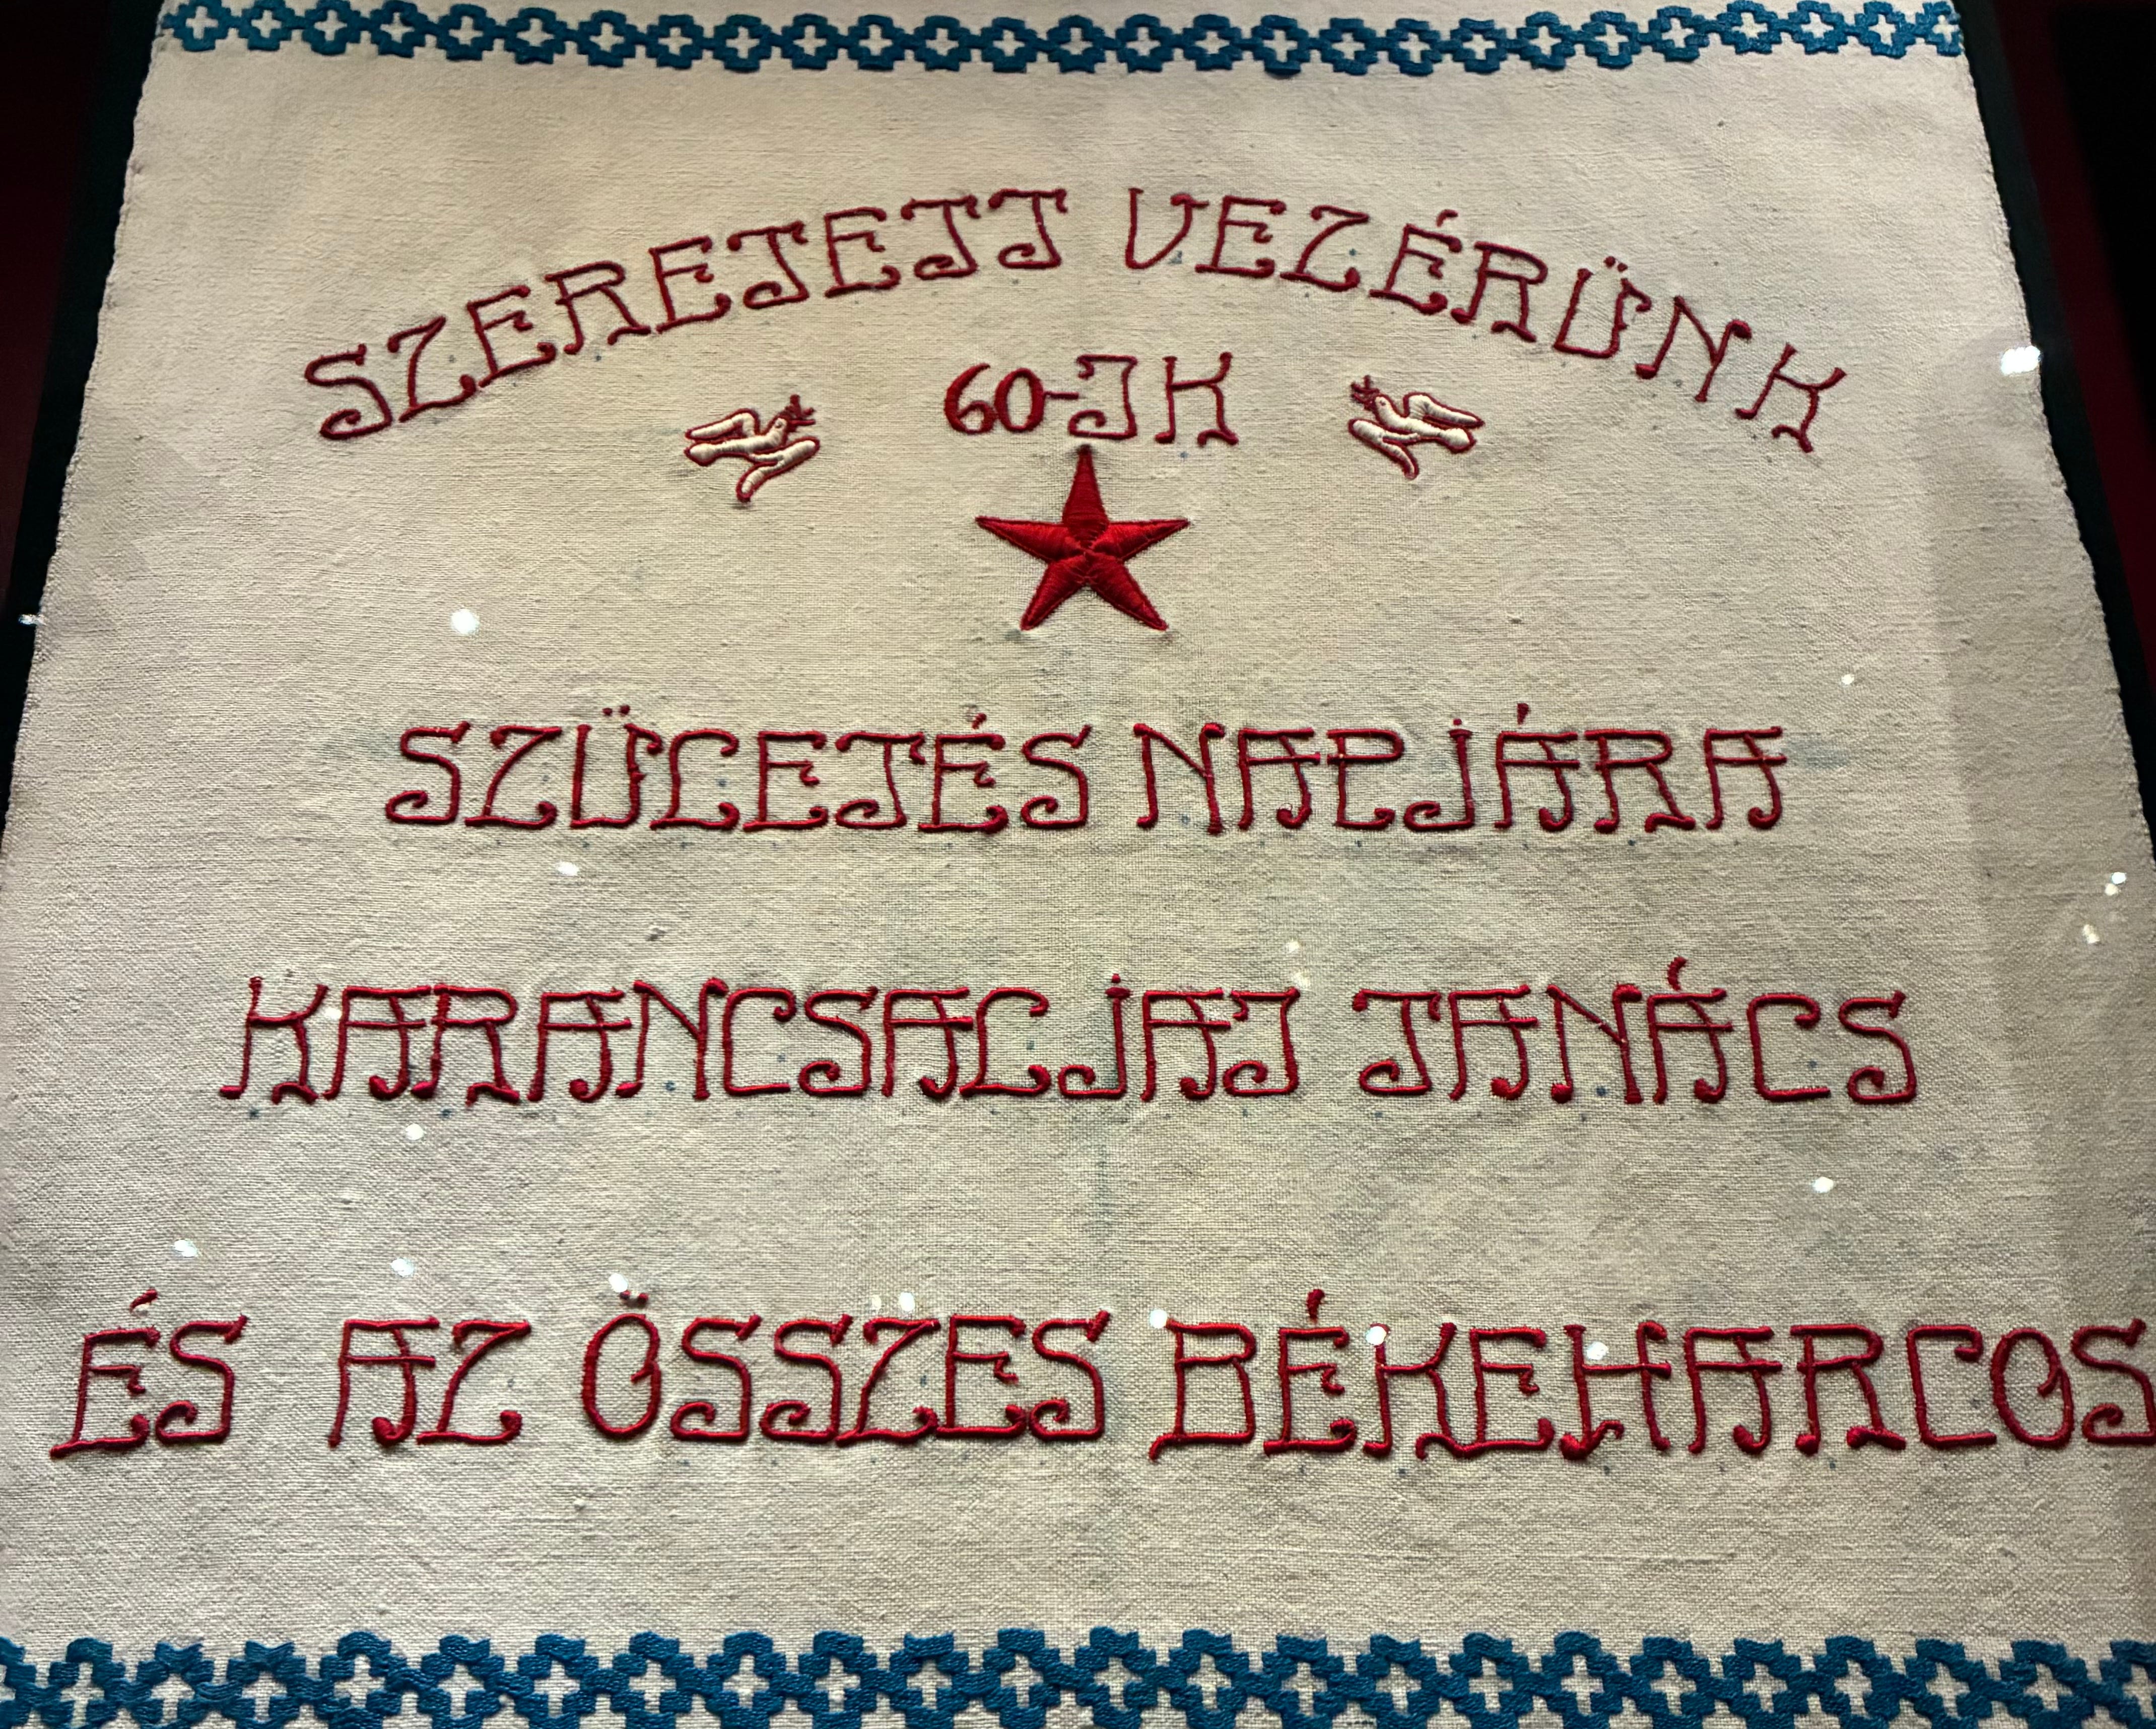 SZERETETT VEZÉRÜNK
60-IK
SZÜLETÉS NAPJÁRA
KARANCSALJAI TANÁCS
ÉS AZ ÖSSZES BÉKEHARCOS